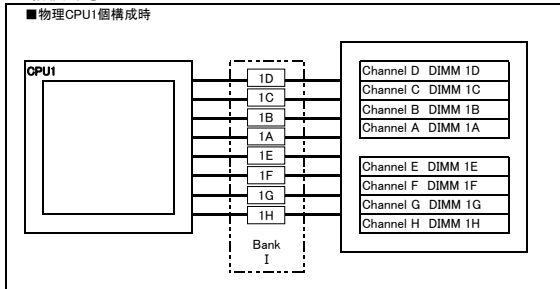 ■物理CPU1個構成時
CPU1
1D
1C
1B
1A
1E
1F
1G
1H
Bank
I
Channel D DIMM 1D
Channel C DIMM 1C
Channel B DIMM 1B
Channel A DIMM 1A
Channel E DIMM 1E
Channel F DIMM 1F
Channel G DIMM 1G
Channel H DIMM 1H